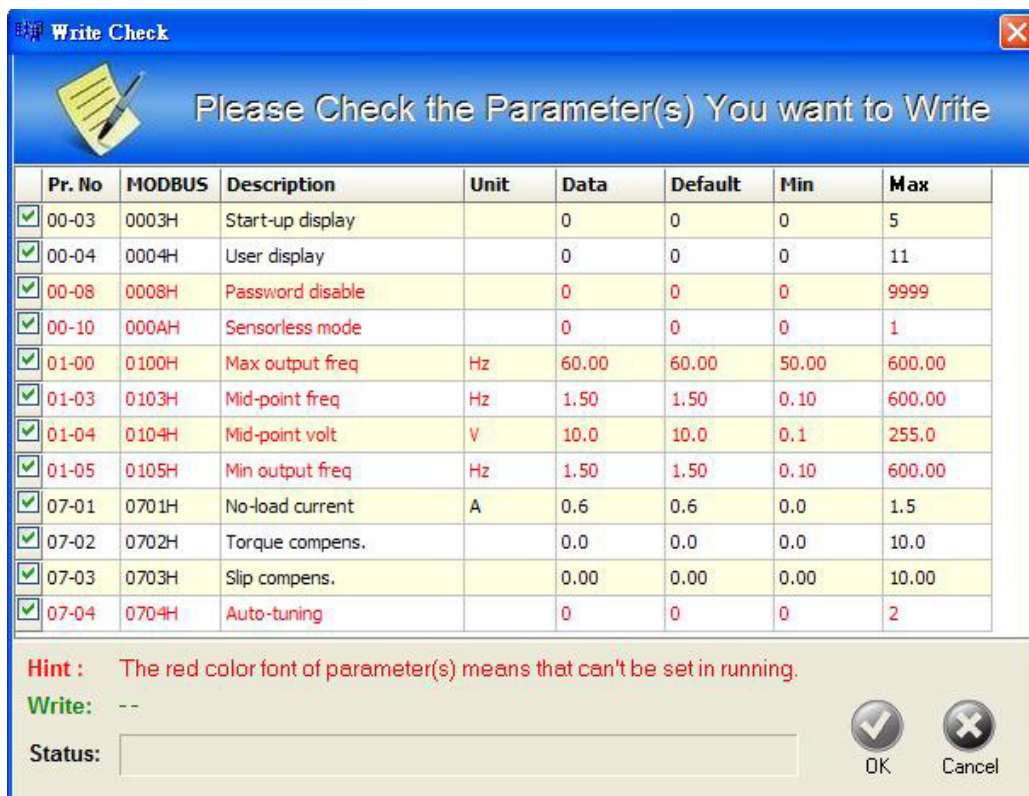 Write Check
Please Check the Parameter(s) You want to Write
Pr. No MODBUS Description Unit Data Default Min Max
00-03 0003H Start-up display 0 0 0 5
00-04 0004H User display 0 0 0 11
00-08 0008H Password disable 0 0 0 9999
00-10 000AH Sensorless mode 0 0 0 1
01-00 0100H Max output freq Hz 60.00 60.00 50.00 600.00
01-03 0103H Mid-point freq Hz 1.50 1.50 0.10 600.00
01-04 0104H Mid-point volt V 10.0 10.0 0.1 255.0
01-05 0105H Min output freq Hz 1.50 1.50 0.10 600.00
07-01 0701H No-load current A 0.6 0.6 0.0 1.5
07-02 0702H Torque compens. 0.0 0.0 0.0 10.0
07-03 0703H Slip compens. 0.00 0.00 0.00 10.00
07-04 0704H Auto-tuning 0 0 0 2
Hint : The red color font of parameter(s) means that can't be set in running.
Write: --
Status:
OK Cancel